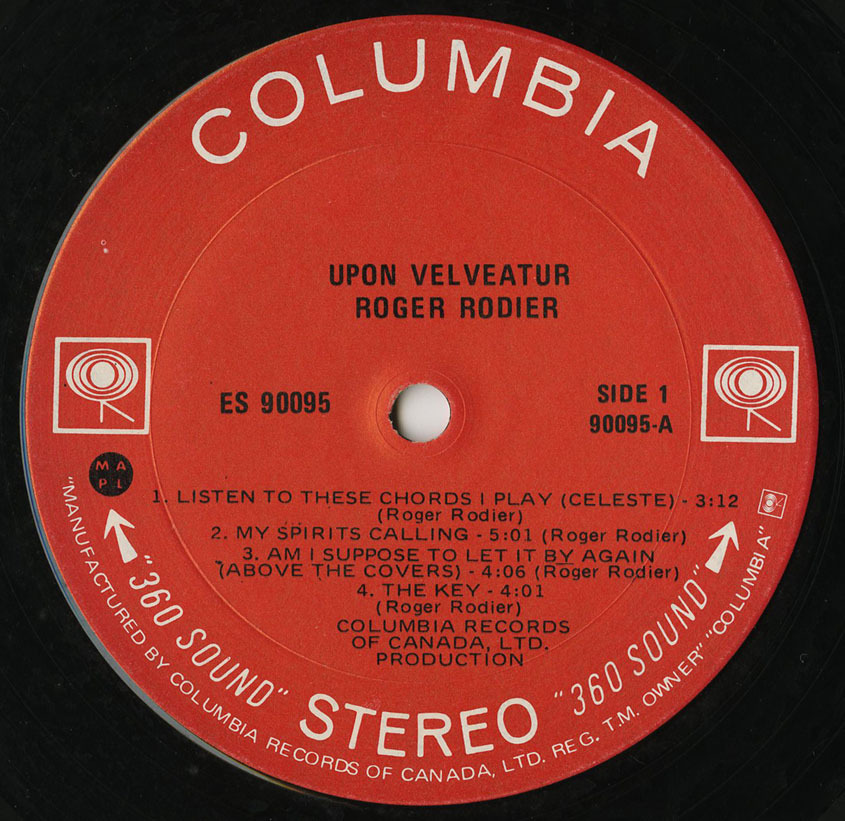 COLUMBIA
UPON VELVEATUR
ROGER RODIER
ES 90095
SIDE 1
90095-A
M A
P L
1. LISTEN TO THESE CHORDS I PLAY (CELESTE) - 3:12
(Roger Rodier)
2. MY SPIRITS CALLING - 5:01 (Roger Rodier)
3. AM I SUPPOSE TO LET IT BY AGAIN
(ABOVE THE COVERS) - 4:06 (Roger Rodier)
4. THE KEY - 4:01
(Roger Rodier)
COLUMBIA RECORDS
OF CANADA, LTD.
PRODUCTION
"360 SOUND" STEREO "360 SOUND"
"MANUFACTURED BY COLUMBIA RECORDS OF CANADA, LTD. REG. T.M. OWNER" "COLUMBIA"